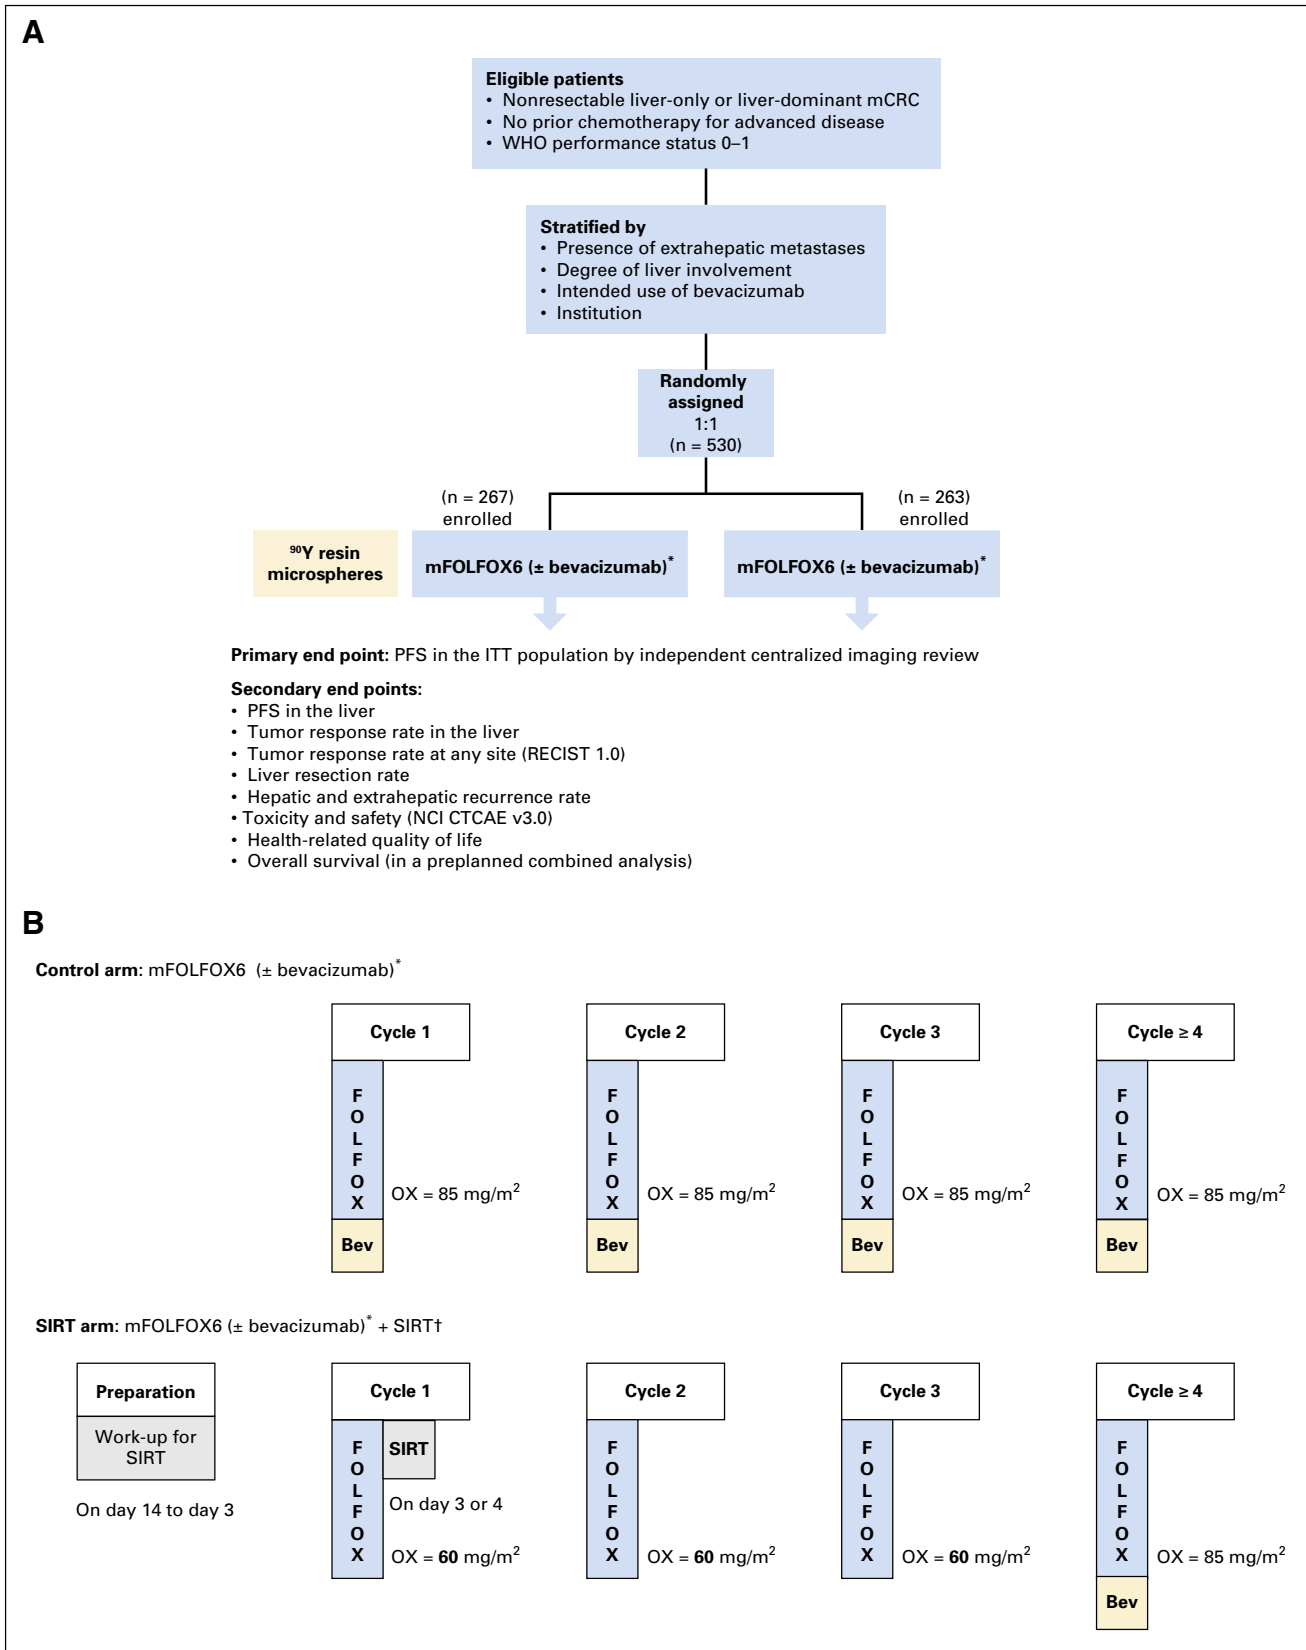 A
Eligible patients
• Nonresectable liver-only or liver-dominant mCRC
• No prior chemotherapy for advanced disease
• WHO performance status 0–1
Stratified by
• Presence of extrahepatic metastases
• Degree of liver involvement
• Intended use of bevacizumab
• Institution
Randomly
assigned
1:1
(n = 530)
(n = 267)
enrolled
(n = 263)
enrolled
⁹⁰Y resin
microspheres
mFOLFOX6 (± bevacizumab)*
mFOLFOX6 (± bevacizumab)*
Primary end point: PFS in the ITT population by independent centralized imaging review
Secondary end points:
• PFS in the liver
• Tumor response rate in the liver
• Tumor response rate at any site (RECIST 1.0)
• Liver resection rate
• Hepatic and extrahepatic recurrence rate
• Toxicity and safety (NCI CTCAE v3.0)
• Health-related quality of life
• Overall survival (in a preplanned combined analysis)
B
Control arm: mFOLFOX6 (± bevacizumab)*
Cycle 1
FOLFOX
OX = 85 mg/m²
Bev
Cycle 2
FOLFOX
OX = 85 mg/m²
Bev
Cycle 3
FOLFOX
OX = 85 mg/m²
Bev
Cycle ≥ 4
FOLFOX
OX = 85 mg/m²
Bev
SIRT arm: mFOLFOX6 (± bevacizumab)* + SIRT†
Preparation
Work-up for
SIRT
On day 14 to day 3
Cycle 1
FOLFOX
SIRT
On day 3 or 4
OX = 60 mg/m²
Cycle 2
FOLFOX
OX = 60 mg/m²
Cycle 3
FOLFOX
OX = 60 mg/m²
Cycle ≥ 4
FOLFOX
OX = 85 mg/m²
Bev